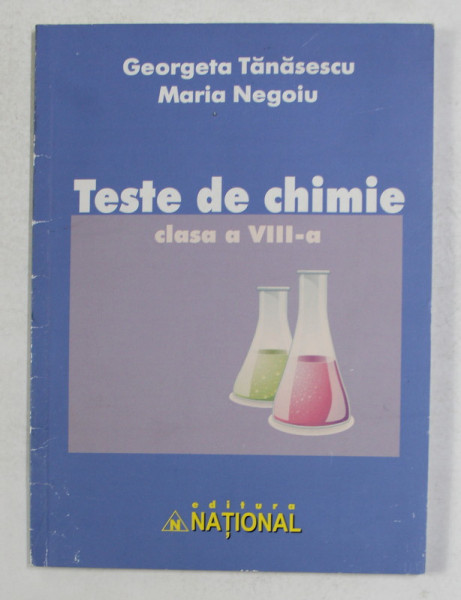 Georgeta Tănăsescu
Maria Negoiu
Teste de chimie
clasa a VIII-a
editura
N NAȚIONAL